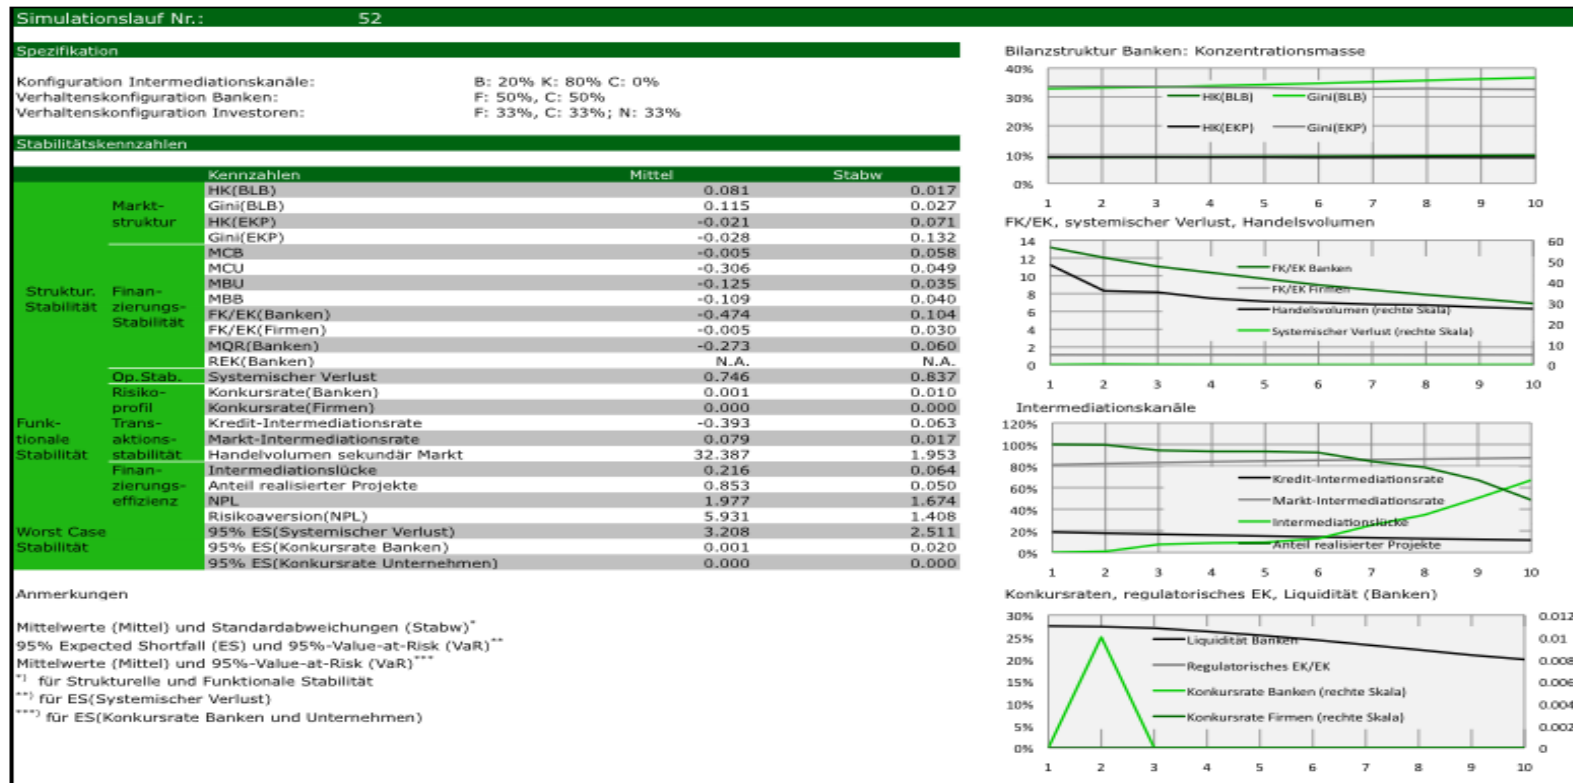 Simulationslauf Nr.: 52
Spezifikation
Konfiguration Intermediationskanäle: B: 20% K: 80% C: 0%
Verhaltenskonfiguration Banken: F: 50%, C: 50%
Verhaltenskonfiguration Investoren: F: 33%, C: 33%; N: 33%
Stabilitätskennzahlen
Kennzahlen Mittel Stabw
Struktur. Stabilität
Markt-struktur
HK(BLB) 0.081 0.017
Gini(BLB) 0.115 0.027
HK(EKP) -0.021 0.071
Gini(EKP) -0.028 0.132
Finan-zierungs-Stabilität
MCB -0.005 0.058
MCU -0.306 0.049
MBU -0.125 0.035
MBB -0.109 0.040
FK/EK(Banken) -0.474 0.104
FK/EK(Firmen) -0.005 0.030
MQR(Banken) -0.273 0.060
REK(Banken) N.A. N.A.
Op.Stab. Systemischer Verlust 0.746 0.837
Risiko-profil
Konkursrate(Banken) 0.001 0.010
Konkursrate(Firmen) 0.000 0.000
Funk-tionale Stabilität
Trans-aktions-stabilität
Kredit-Intermediationsrate -0.393 0.063
Markt-Intermediationsrate 0.079 0.017
Handelvolumen sekundär Markt 32.387 1.953
Finan-zierungs-effizienz
Intermediationslücke 0.216 0.064
Anteil realisierter Projekte 0.853 0.050
NPL 1.977 1.674
Risikoaversion(NPL) 5.931 1.408
Worst Case Stabilität
95% ES(Systemischer Verlust) 3.208 2.511
95% ES(Konkursrate Banken) 0.001 0.020
95% ES(Konkursrate Unternehmen) 0.000 0.000
Anmerkungen
Mittelwerte (Mittel) und Standardabweichungen (Stabw)*
95% Expected Shortfall (ES) und 95%-Value-at-Risk (VaR)**
Mittelwerte (Mittel) und 95%-Value-at-Risk (VaR)***
*) für Strukturelle und Funktionale Stabilität
**) für ES(Systemischer Verlust)
***) für ES(Konkursrate Banken und Unternehmen)
Bilanzstruktur Banken: Konzentrationsmasse
40%
30%
20%
10%
0%
HK(BLB) Gini(BLB)
HK(EKP) Gini(EKP)
1 2 3 4 5 6 7 8 9 10
FK/EK, systemischer Verlust, Handelsvolumen
14 60
12 50
10 40
8 30
6 20
4 10
2 0
0
FK/EK Banken
FK/EK Firmen
Handelsvolumen (rechte Skala)
Systemischer Verlust (rechte Skala)
1 2 3 4 5 6 7 8 9 10
Intermediationskanäle
120%
100%
80%
60%
40%
20%
0%
Kredit-Intermediationsrate
Markt-Intermediationsrate
Intermediationslücke
Anteil realisierter Projekte
1 2 3 4 5 6 7 8 9 10
Konkursraten, regulatorisches EK, Liquidität (Banken)
30% 0.012
25% 0.01
20% 0.008
15% 0.006
10% 0.004
5% 0.002
0% 0
Liquidität Banken
Regulatorisches EK/EK
Konkursrate Banken (rechte Skala)
Konkursrate Firmen (rechte Skala)
1 2 3 4 5 6 7 8 9 10